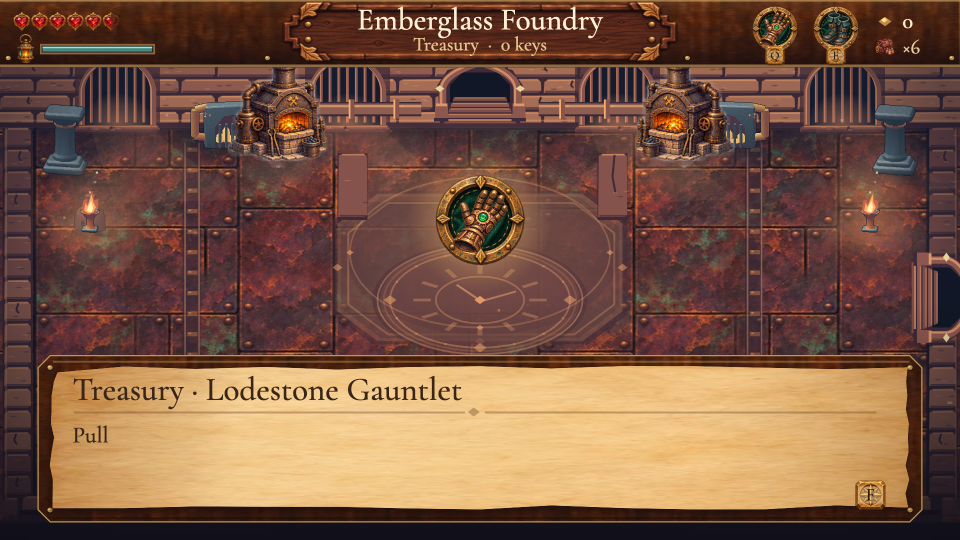 Emberglass Foundry
Treasury · 0 keys
Q
E
0
×6
Treasury · Lodestone Gauntlet
Pull
F